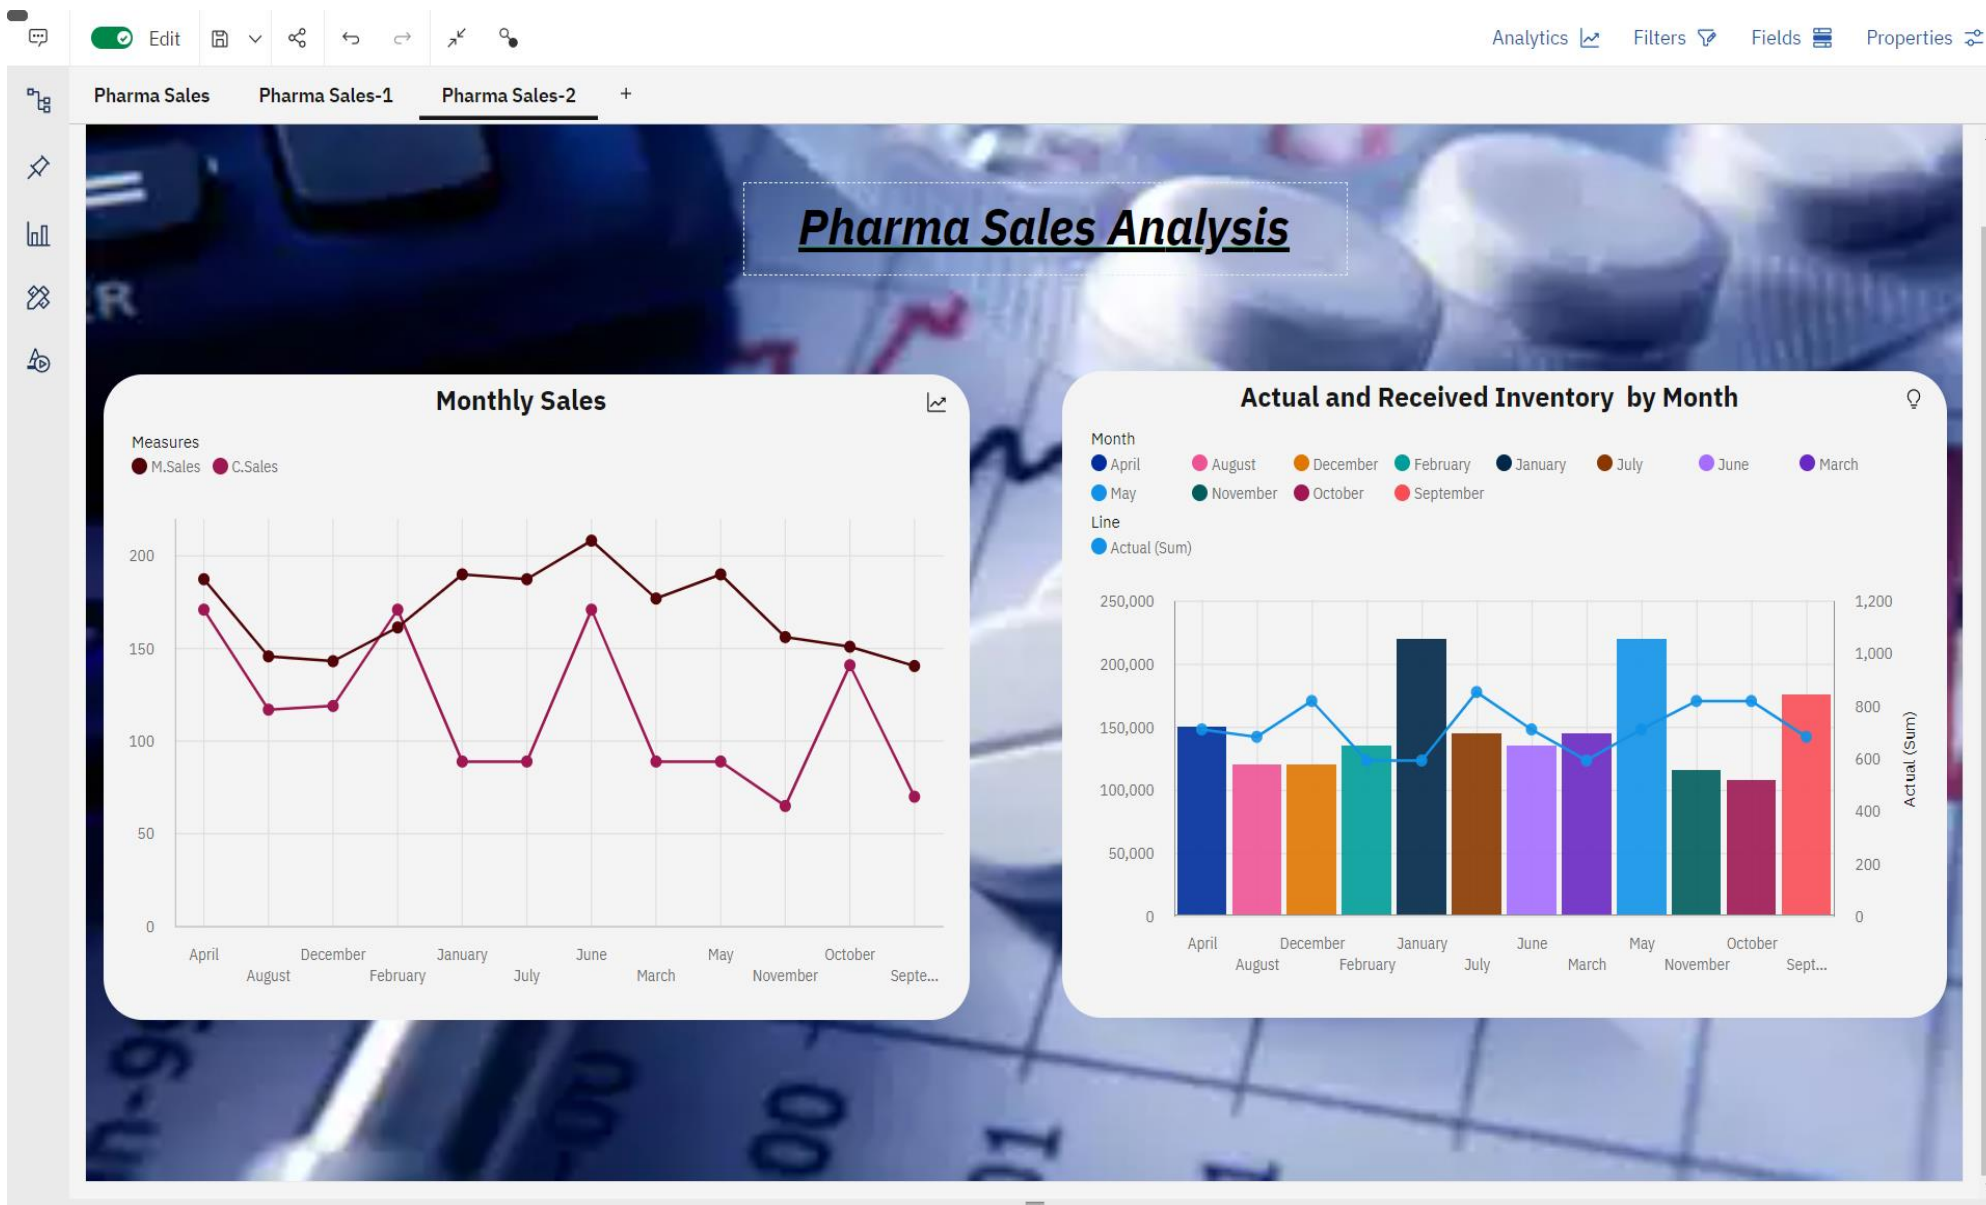 Edit
Analytics Filters Fields Properties
Pharma Sales Pharma Sales-1 Pharma Sales-2 +
Pharma Sales Analysis
=
R
Monthly Sales
Measures
M.Sales C.Sales
200
150
100
50
0
April December January June May October
August February July March November Septe...
Actual and Received Inventory by Month
Month
April August December February January July June March
May November October September
Line
Actual (Sum)
250,000 1,200
200,000 1,000
150,000 800
100,000 600
50,000 400
0 200
0
Actual (Sum)
April December January June May October
August February July March November Sept...
00
00
01
1